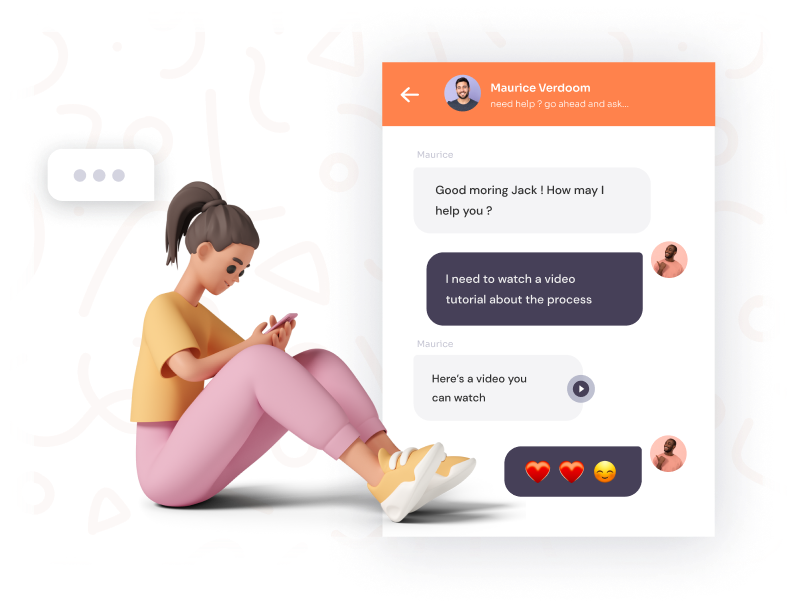 Maurice Verdoom
need help ? go ahead and ask...
Maurice
Good moring Jack ! How may I
help you ?
I need to watch a video
tutorial about the process
Maurice
Here's a video you
can watch